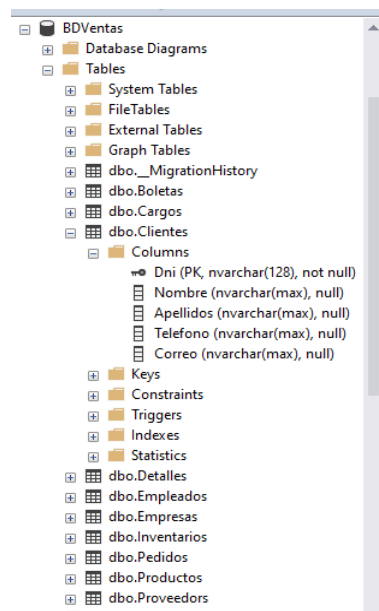 BDVentas
Database Diagrams
Tables
System Tables
FileTables
External Tables
Graph Tables
dbo.__MigrationHistory
dbo.Boletas
dbo.Cargos
dbo.Clientes
Columns
Dni (PK, nvarchar(128), not null)
Nombre (nvarchar(max), null)
Apellidos (nvarchar(max), null)
Telefono (nvarchar(max), null)
Correo (nvarchar(max), null)
Keys
Constraints
Triggers
Indexes
Statistics
dbo.Detalles
dbo.Empleados
dbo.Empresas
dbo.Inventarios
dbo.Pedidos
dbo.Productos
dbo.Proveedors